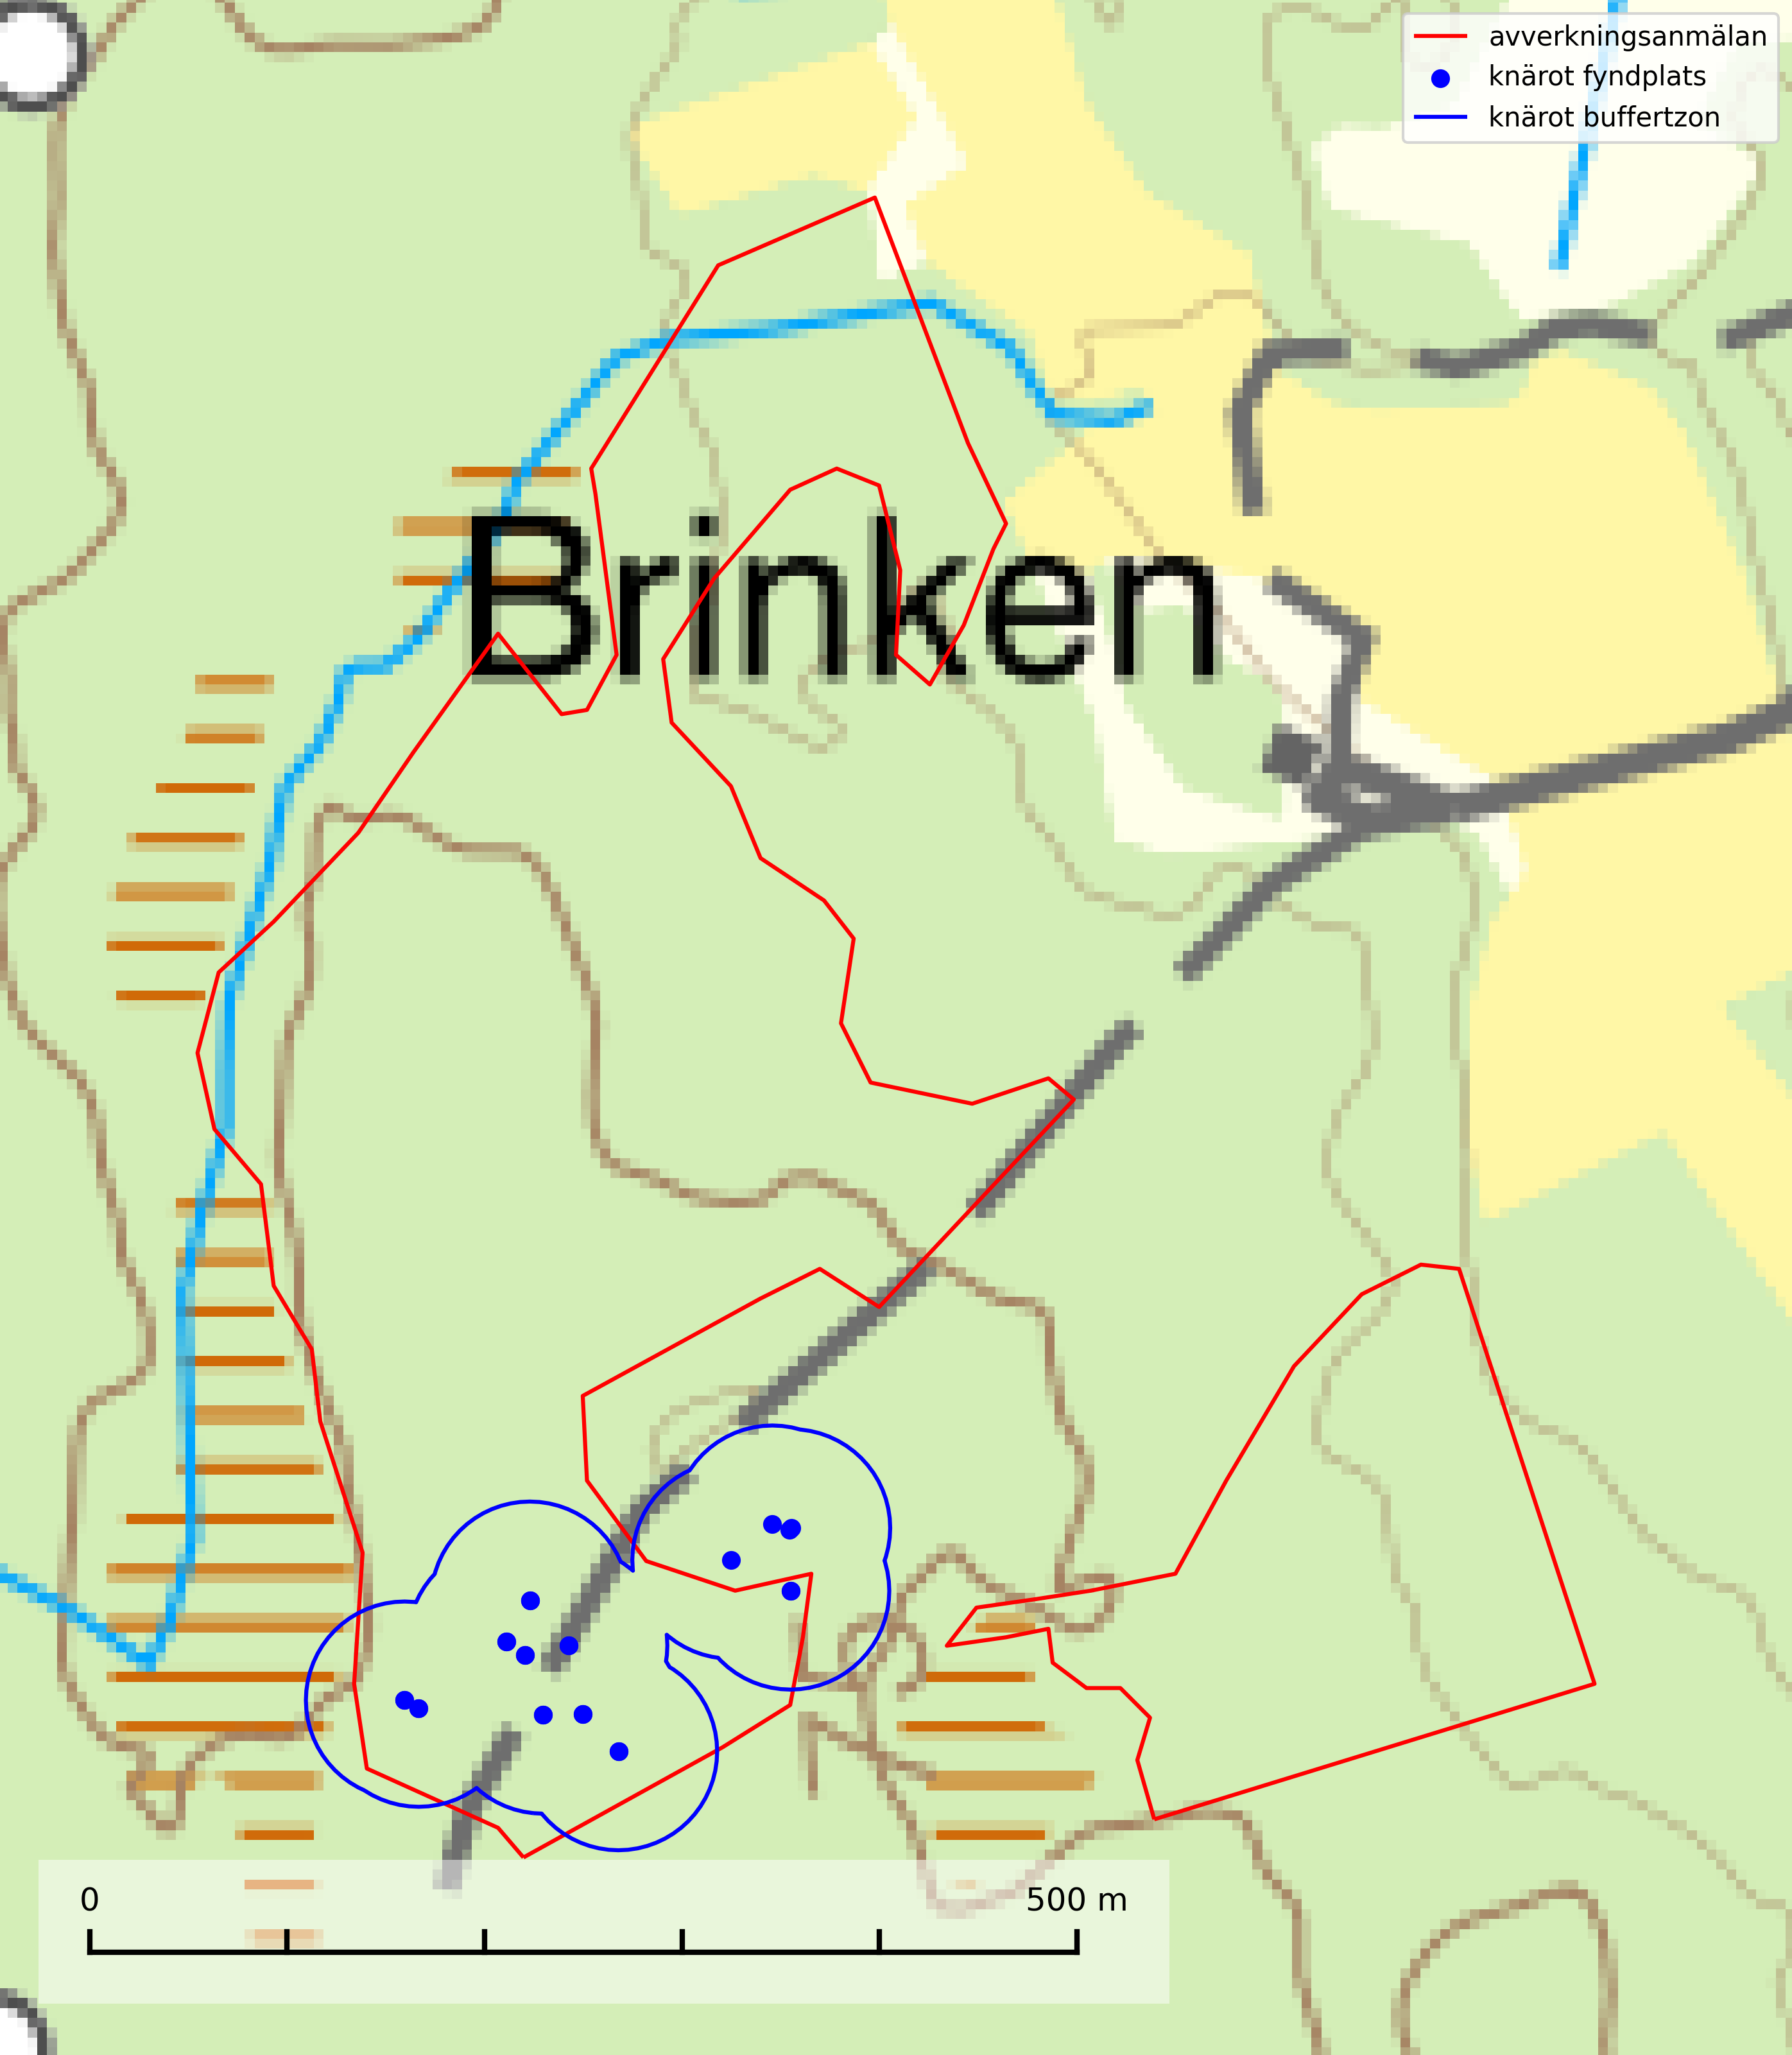 avverkningsanmälan
knärot fyndplats
knärot buffertzon
Brinken
0 500 m